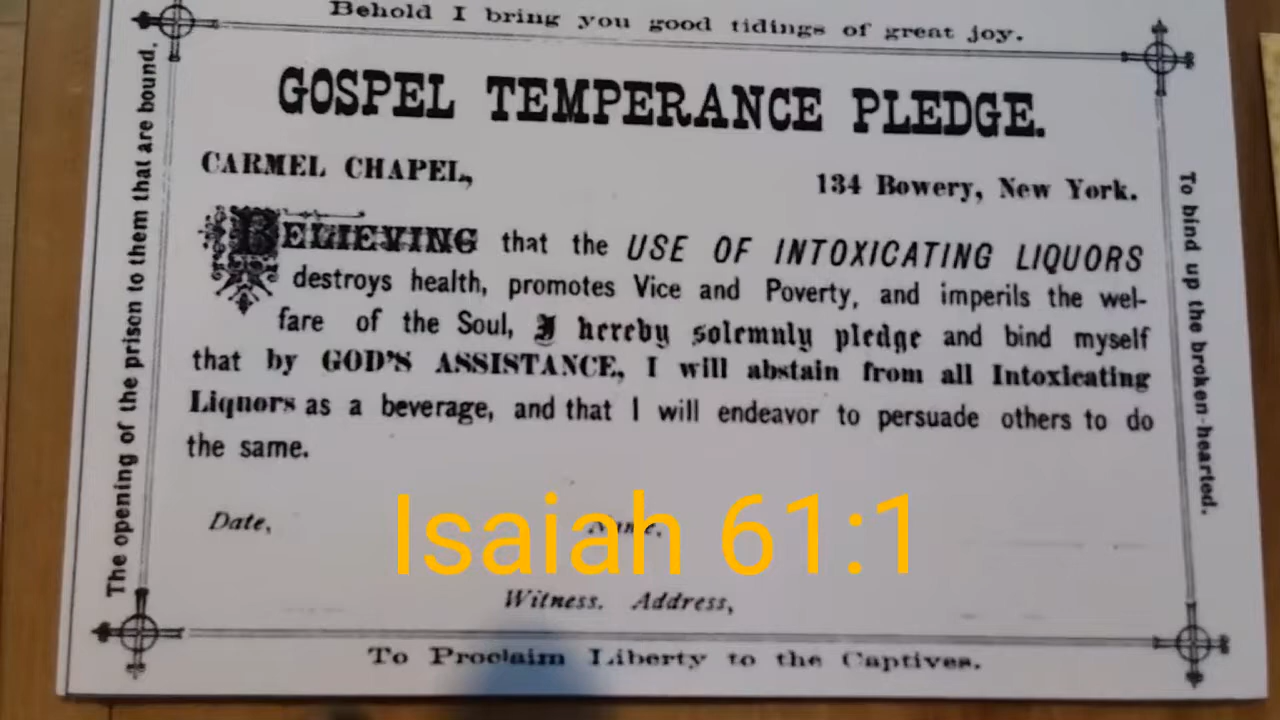 Behold I bring you good tidings of great joy.
The opening of the prison to them that are bound.
GOSPEL TEMPERANCE PLEDGE.
CARMEL CHAPEL,
134 Bowery, New York.
BELIEVING that the USE OF INTOXICATING LIQUORS
destroys health, promotes Vice and Poverty, and imperils the wel-
fare of the Soul, I hereby solemnly pledge and bind myself
that by GOD'S ASSISTANCE, I will abstain from all Intoxicating
Liquors as a beverage, and that I will endeavor to persuade others to do
the same.
Date, Name,
Isaiah 61:1
Witness. Address,
To bind up the broken-hearted.
To Proclaim Liberty to the Captives.